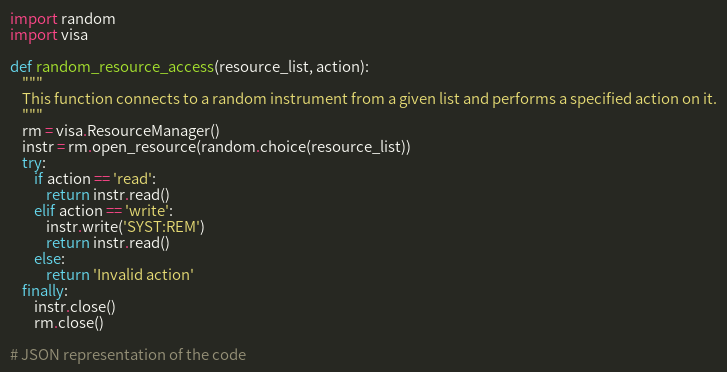 import random
import visa

def random_resource_access(resource_list, action):
    """
    This function connects to a random instrument from a given list and performs a specified action on it.
    """
    rm = visa.ResourceManager()
    instr = rm.open_resource(random.choice(resource_list))
    try:
        if action == 'read':
            return instr.read()
        elif action == 'write':
            instr.write('SYST:REM')
            return instr.read()
        else:
            return 'Invalid action'
    finally:
        instr.close()
        rm.close()

# JSON representation of the code